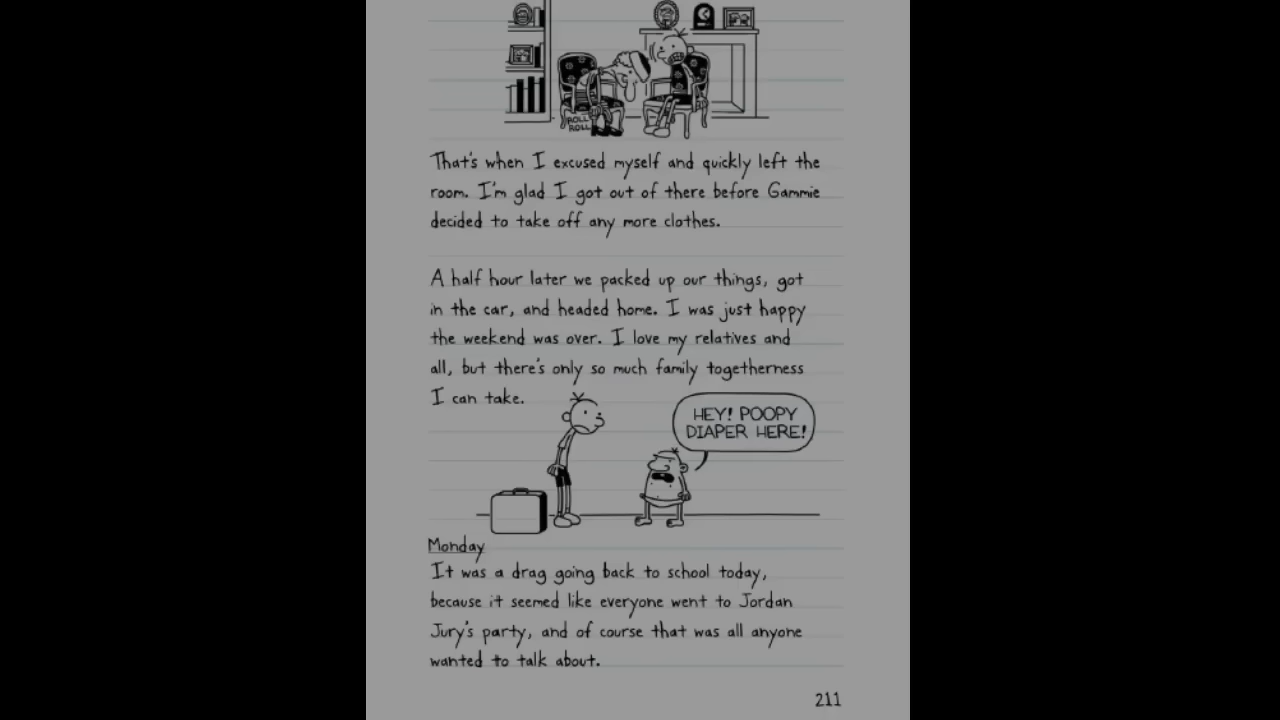 ROLL
ROLL
That's when I excused myself and quickly left the
room. I'm glad I got out of there before Gammie
decided to take off any more clothes.
A half hour later we packed up our things, got
in the car, and headed home. I was just happy
the weekend was over. I love my relatives and
all, but there's only so much family togetherness
I can take.
HEY! POOPY
DIAPER HERE!
Monday
It was a drag going back to school today,
because it seemed like everyone went to Jordan
Jury's party, and of course that was all anyone
wanted to talk about.
211